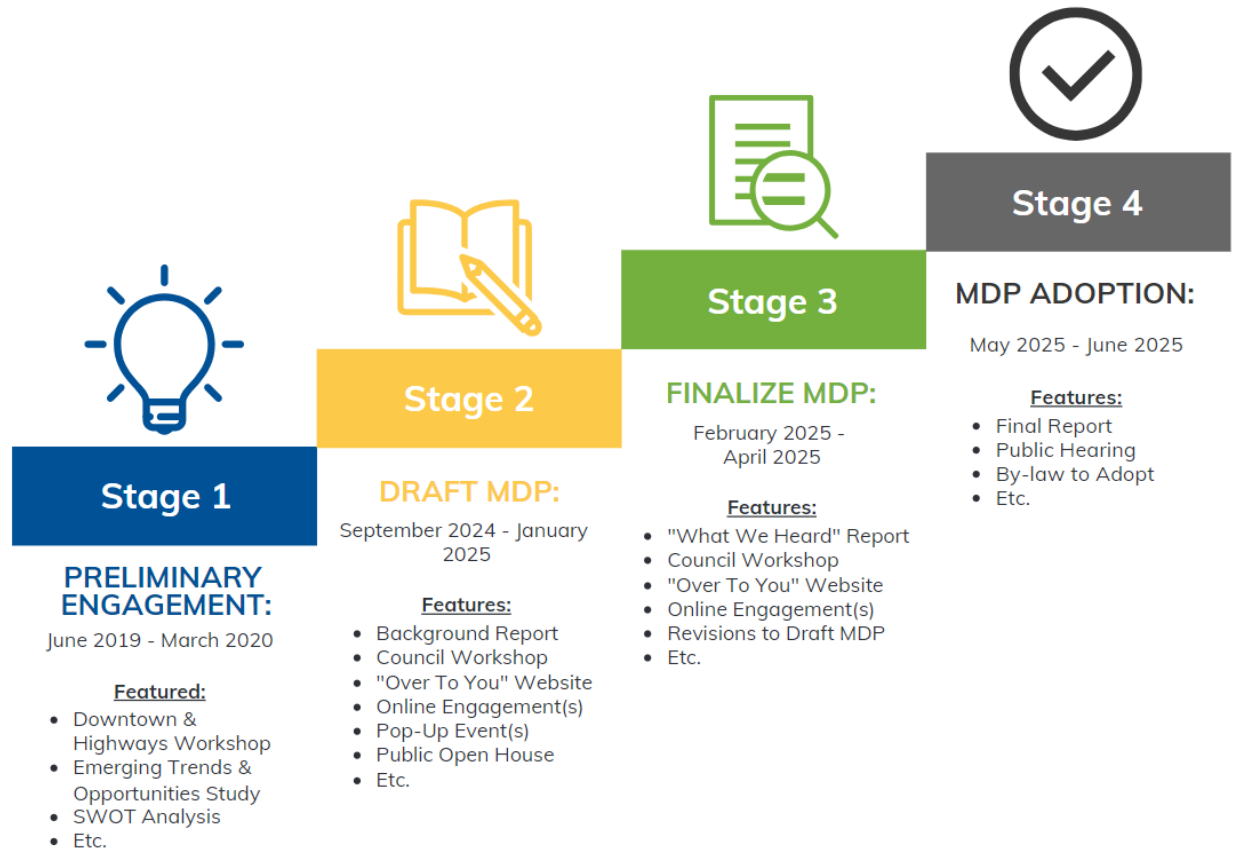 Stage 1
PRELIMINARY
ENGAGEMENT:
June 2019 - March 2020
Featured:
• Downtown &
Highways Workshop
• Emerging Trends &
Opportunities Study
• SWOT Analysis
• Etc.
Stage 2
DRAFT MDP:
September 2024 - January
2025
Features:
• Background Report
• Council Workshop
• "Over To You" Website
• Online Engagement(s)
• Pop-Up Event(s)
• Public Open House
• Etc.
Stage 3
FINALIZE MDP:
February 2025 -
April 2025
Features:
• "What We Heard" Report
• Council Workshop
• "Over To You" Website
• Online Engagement(s)
• Revisions to Draft MDP
• Etc.
Stage 4
MDP ADOPTION:
May 2025 - June 2025
Features:
• Final Report
• Public Hearing
• By-law to Adopt
• Etc.